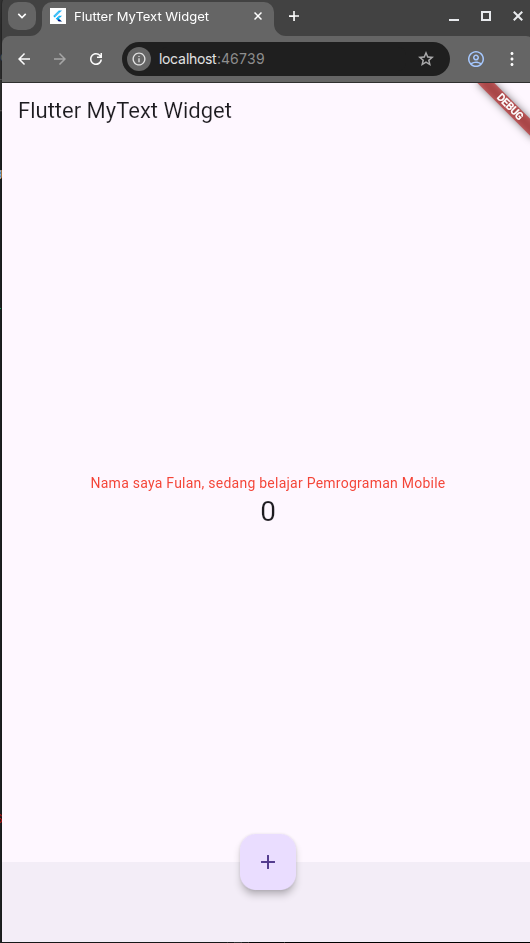 Flutter MyText Widget
localhost:46739
Flutter MyText Widget
DEBUG
Nama saya Fulan, sedang belajar Pemrograman Mobile
0